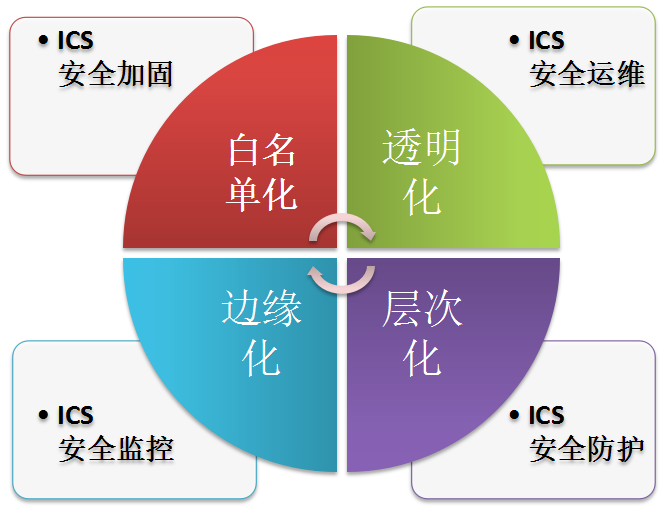 • ICS
安全加固
• ICS
安全运维
白名
单化
透明
化
边缘
化
层次
化
• ICS
安全监控
• ICS
安全防护